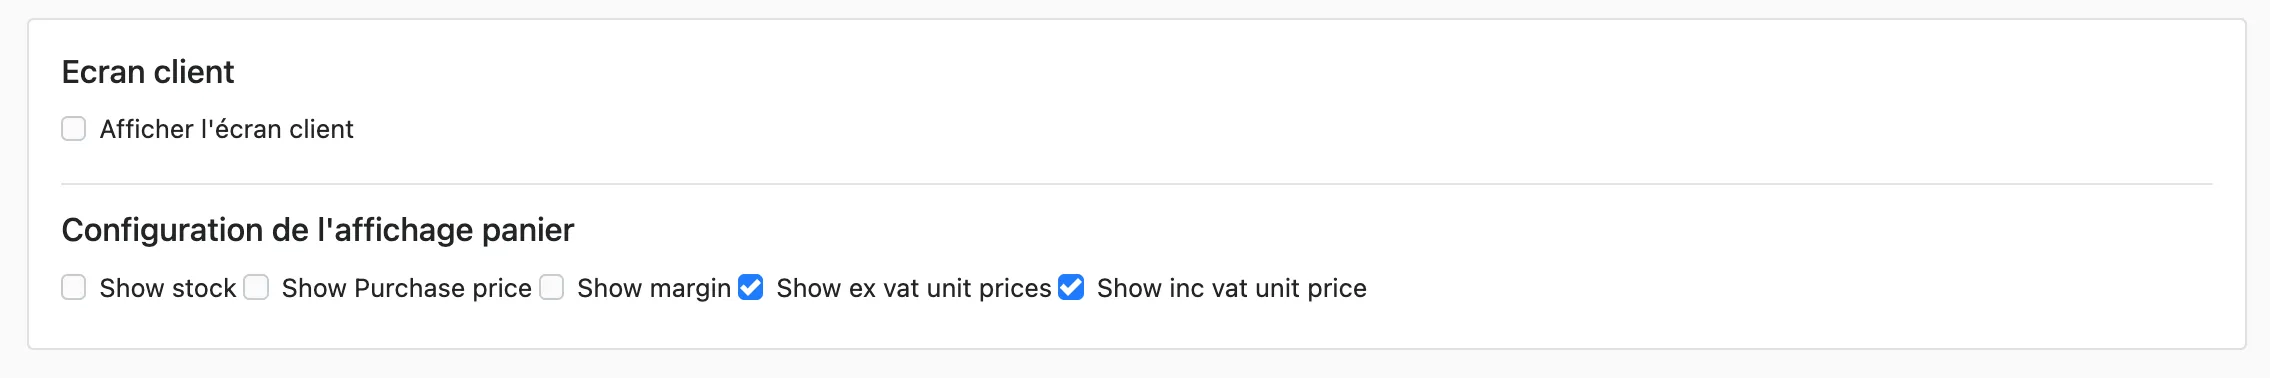 Ecran client
Afficher l'écran client
Configuration de l'affichage panier
Show stock Show Purchase price Show margin Show ex vat unit prices Show inc vat unit price